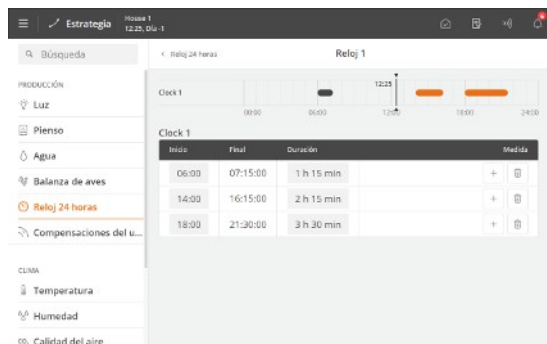 Estrategia
House 1
12:25, Día -1
Búsqueda
PRODUCCIÓN
Luz
Pienso
Agua
Balanza de aves
Reloj 24 horas
Compensaciones del u...
CLIMA
Temperatura
Humedad
CO₂ Calidad del aire
< Reloj 24 horas
Reloj 1
Clock 1
12:25
00:00 06:00 12:00 18:00 24:00
Clock 1
Inicio Final Duración Medida
06:00 07:15:00 1 h 15 min +
14:00 16:15:00 2 h 15 min +
18:00 21:30:00 3 h 30 min +